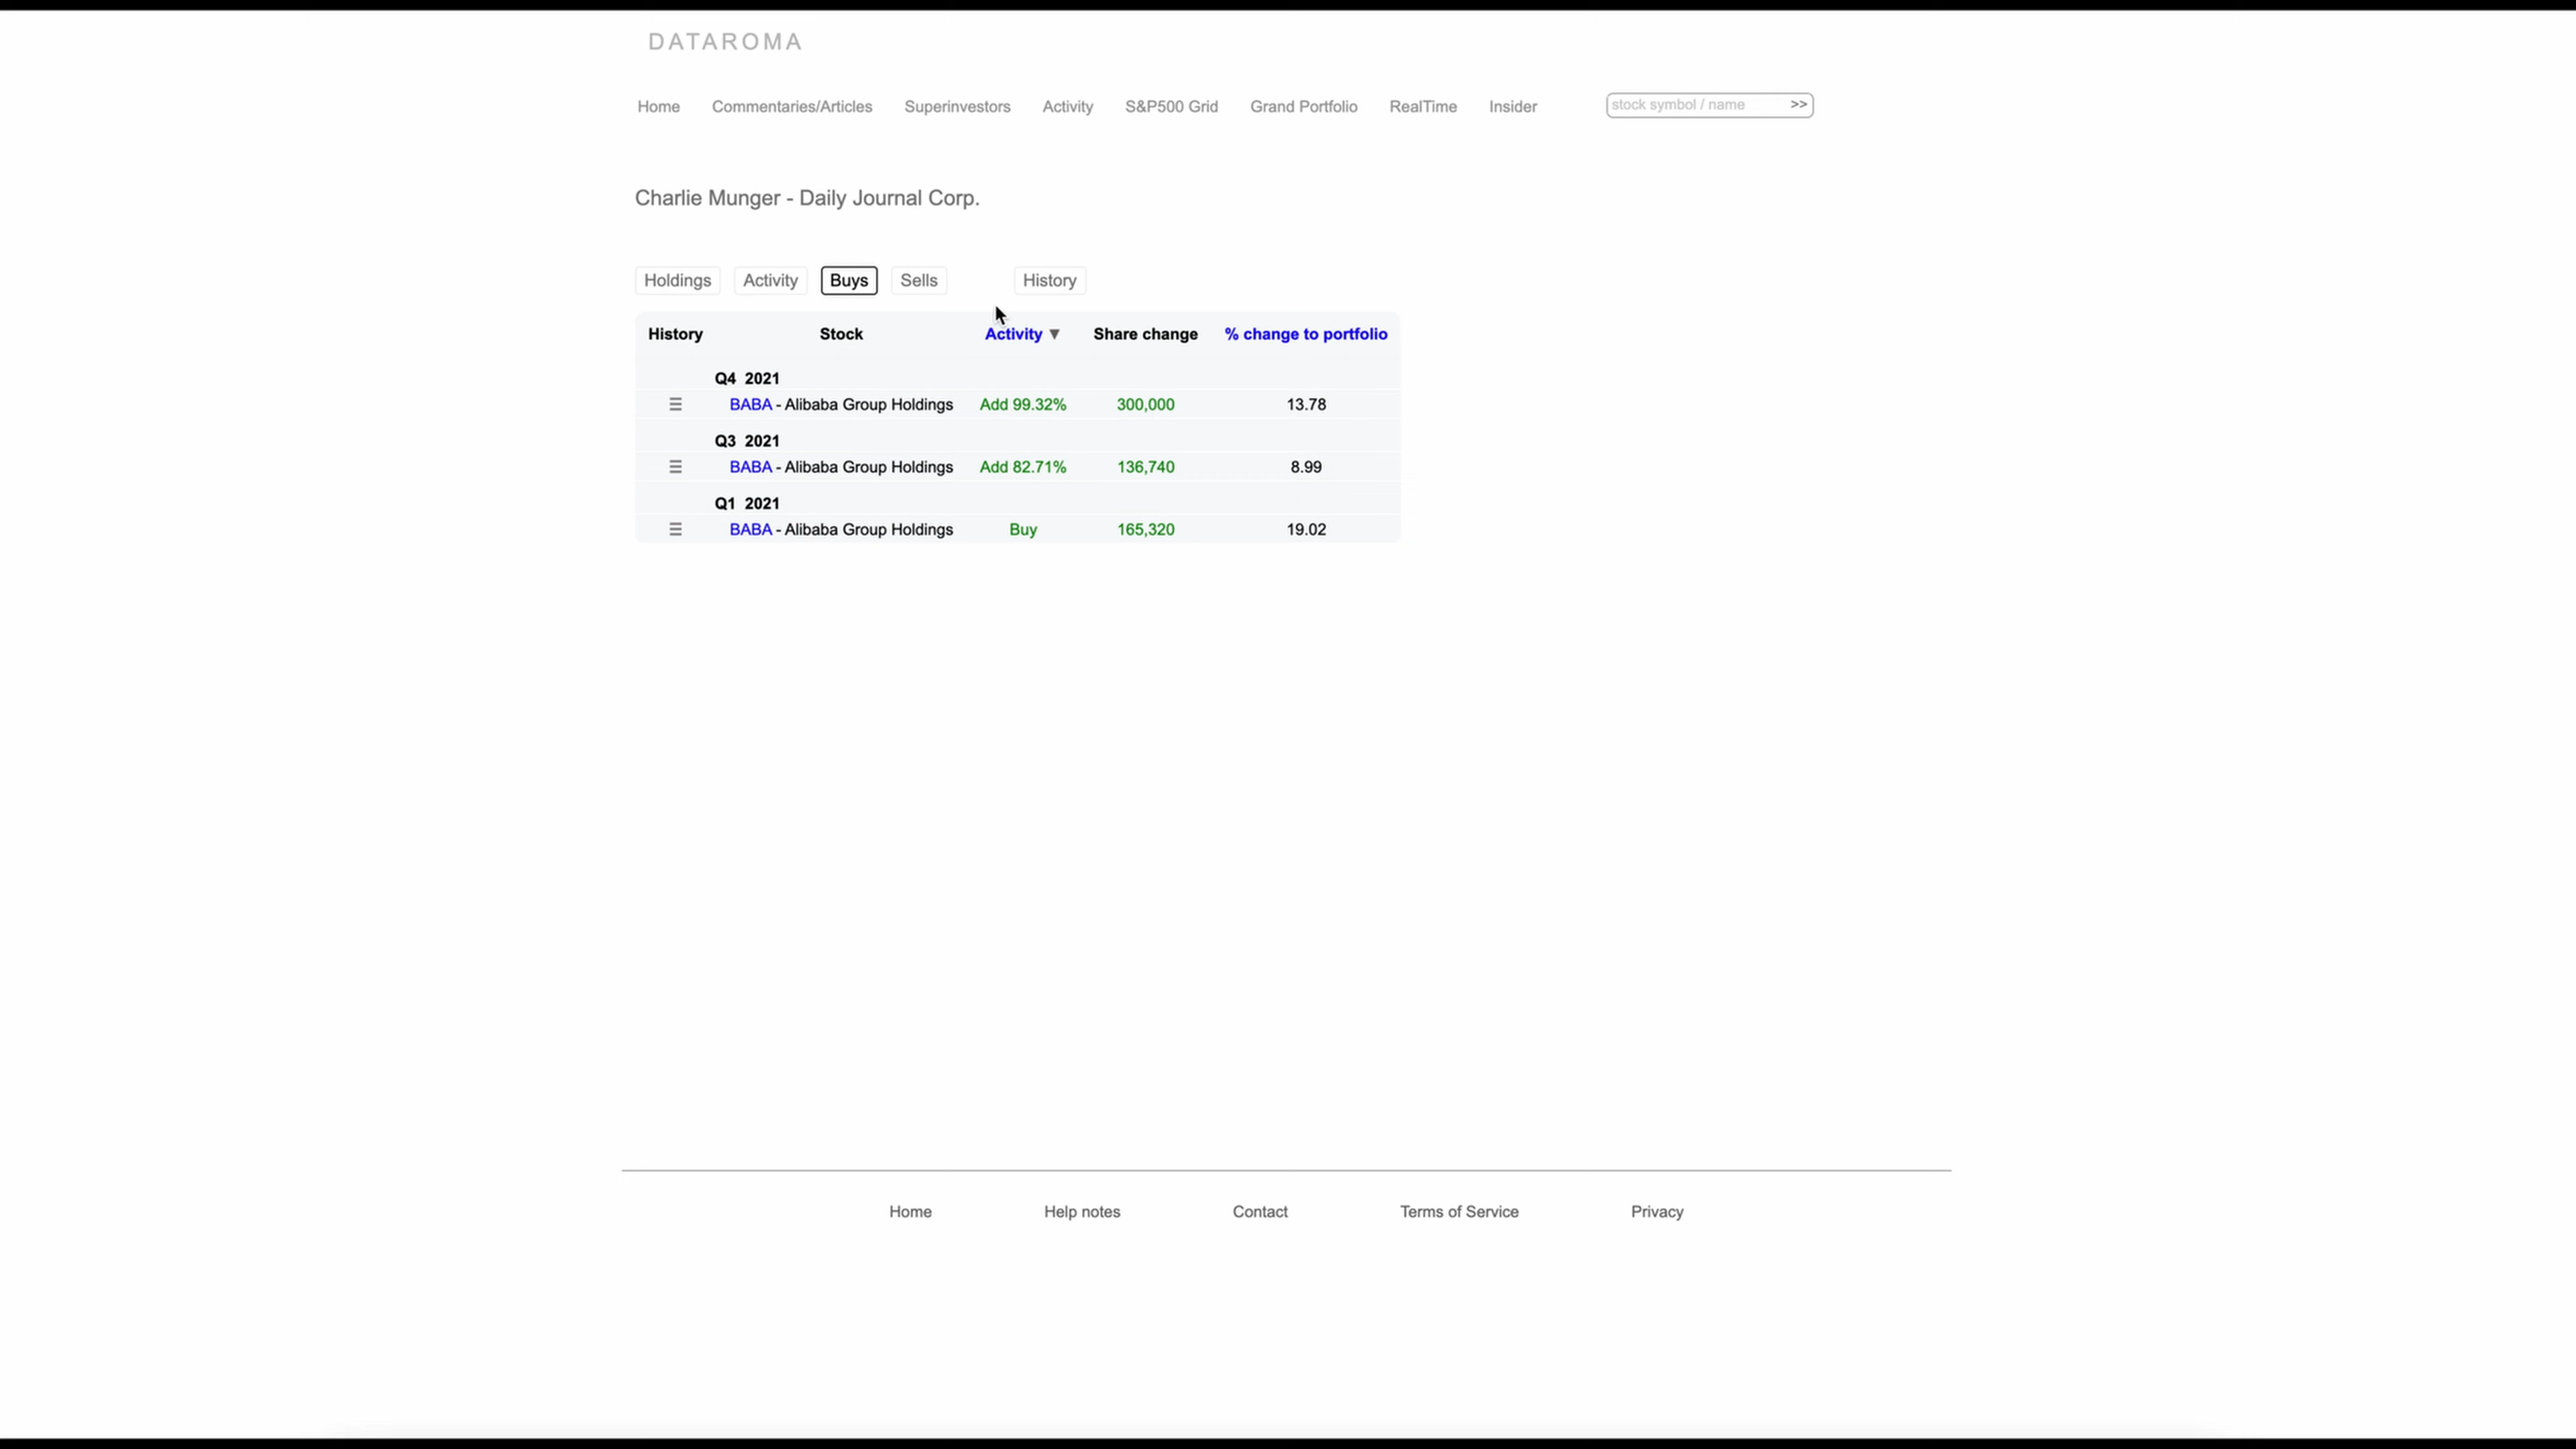 DATAROMA
Home Commentaries/Articles Superinvestors Activity S&P500 Grid Grand Portfolio RealTime Insider stock symbol / name >>
Charlie Munger - Daily Journal Corp.
Holdings Activity Buys Sells History
History Stock Activity ▼ Share change % change to portfolio
Q4 2021
≡ BABA - Alibaba Group Holdings Add 99.32% 300,000 13.78
Q3 2021
≡ BABA - Alibaba Group Holdings Add 82.71% 136,740 8.99
Q1 2021
≡ BABA - Alibaba Group Holdings Buy 165,320 19.02
Home Help notes Contact Terms of Service Privacy